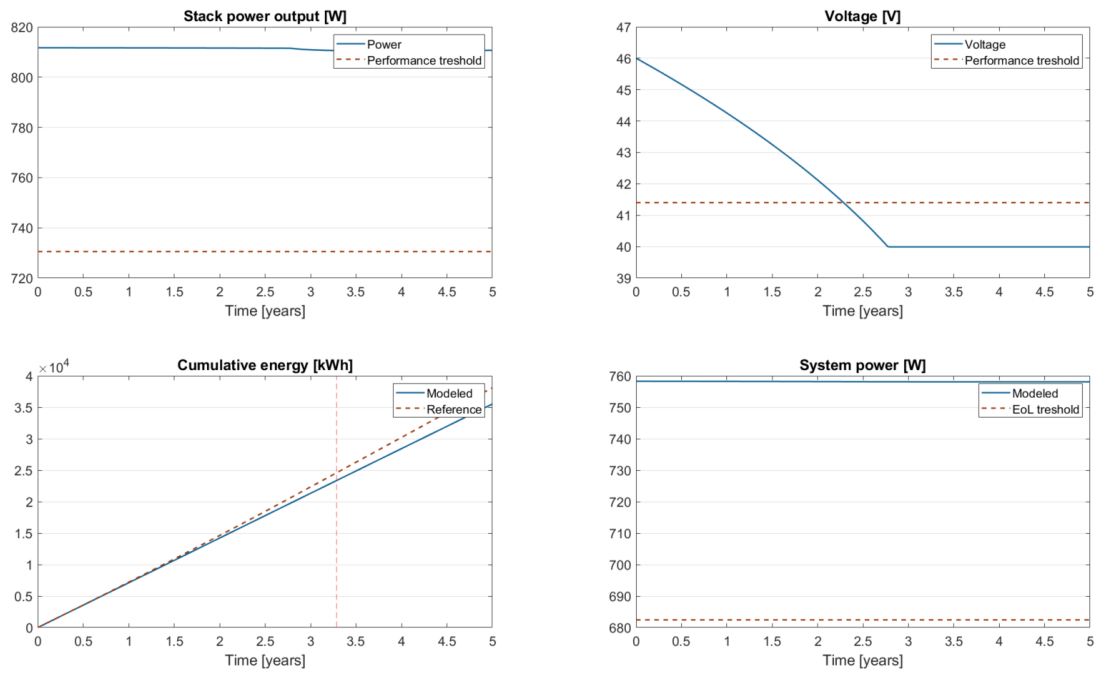 Stack power output [W]
820
800
780
760
740
720
0 0.5 1 1.5 2 2.5 3 3.5 4 4.5 5
Time [years]
Power
Performance treshold
Voltage [V]
47
46
45
44
43
42
41
40
39
0 0.5 1 1.5 2 2.5 3 3.5 4 4.5 5
Time [years]
Voltage
Performance treshold
Cumulative energy [kWh]
×10⁴
4
3.5
3
2.5
2
1.5
1
0.5
0
0 0.5 1 1.5 2 2.5 3 3.5 4 4.5 5
Time [years]
Modeled
Reference
System power [W]
760
750
740
730
720
710
700
690
680
0 0.5 1 1.5 2 2.5 3 3.5 4 4.5 5
Time [years]
Modeled
EoL treshold